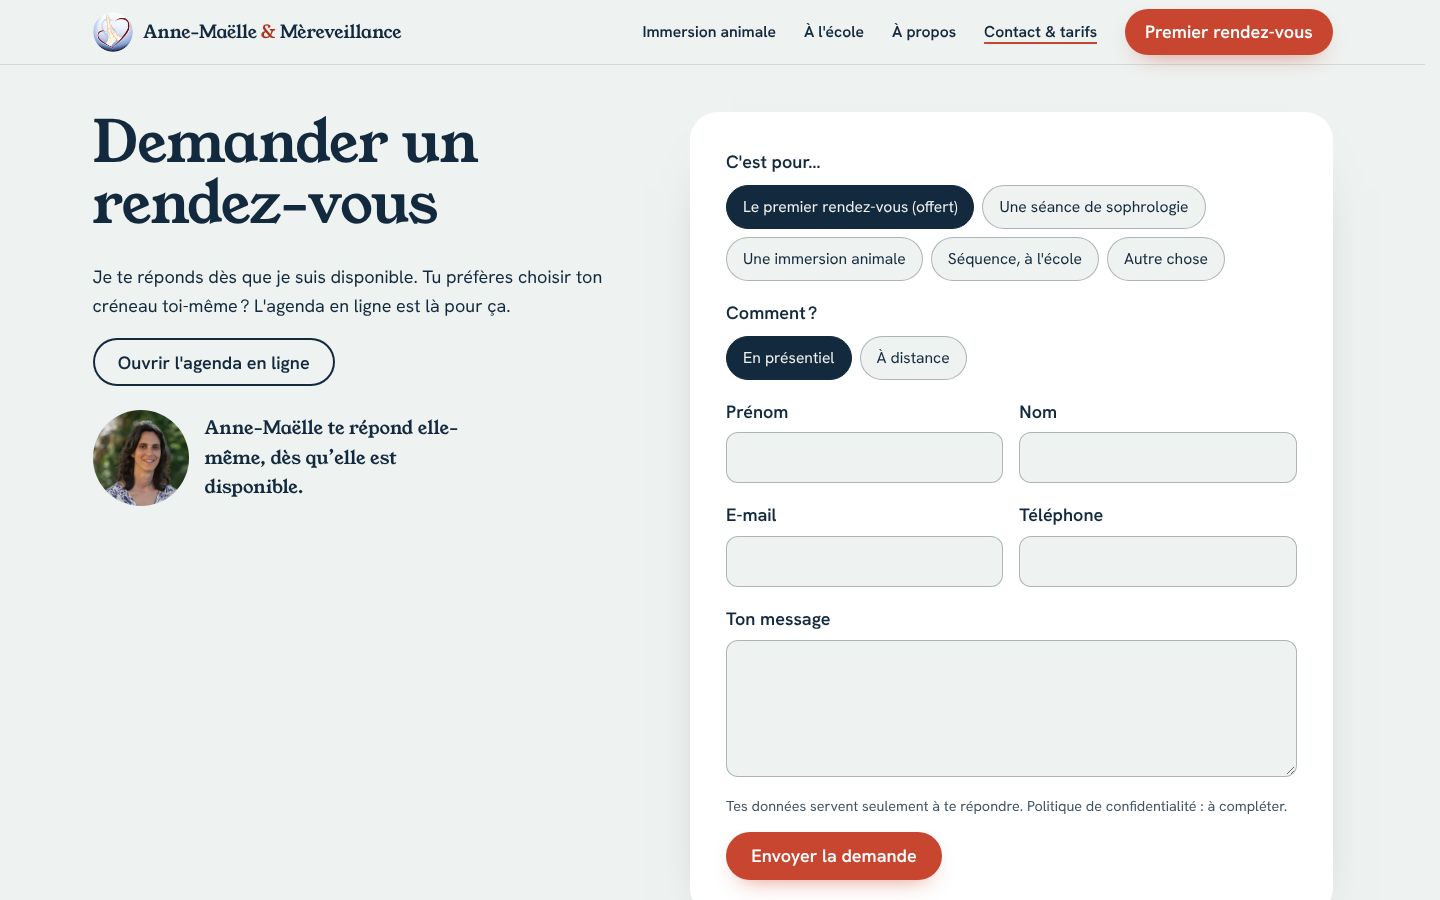 Anne-Maëlle & Mèreveillance
Immersion animale
À l'école
À propos
Contact & tarifs
Premier rendez-vous
Demander un
rendez-vous
Je te réponds dès que je suis disponible. Tu préfères choisir ton
créneau toi-même ? L'agenda en ligne est là pour ça.
Ouvrir l'agenda en ligne
Anne-Maëlle te répond elle-
même, dès qu’elle est
disponible.
C'est pour...
Le premier rendez-vous (offert)
Une séance de sophrologie
Une immersion animale
Séquence, à l'école
Autre chose
Comment ?
En présentiel
À distance
Prénom
Nom
E-mail
Téléphone
Ton message
Tes données servent seulement à te répondre. Politique de confidentialité : à compléter.
Envoyer la demande